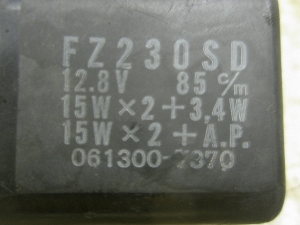 FZ230SD
12.8V 85 c/m
15W×2+3,4W
15W×2+A.P.
061300-7370